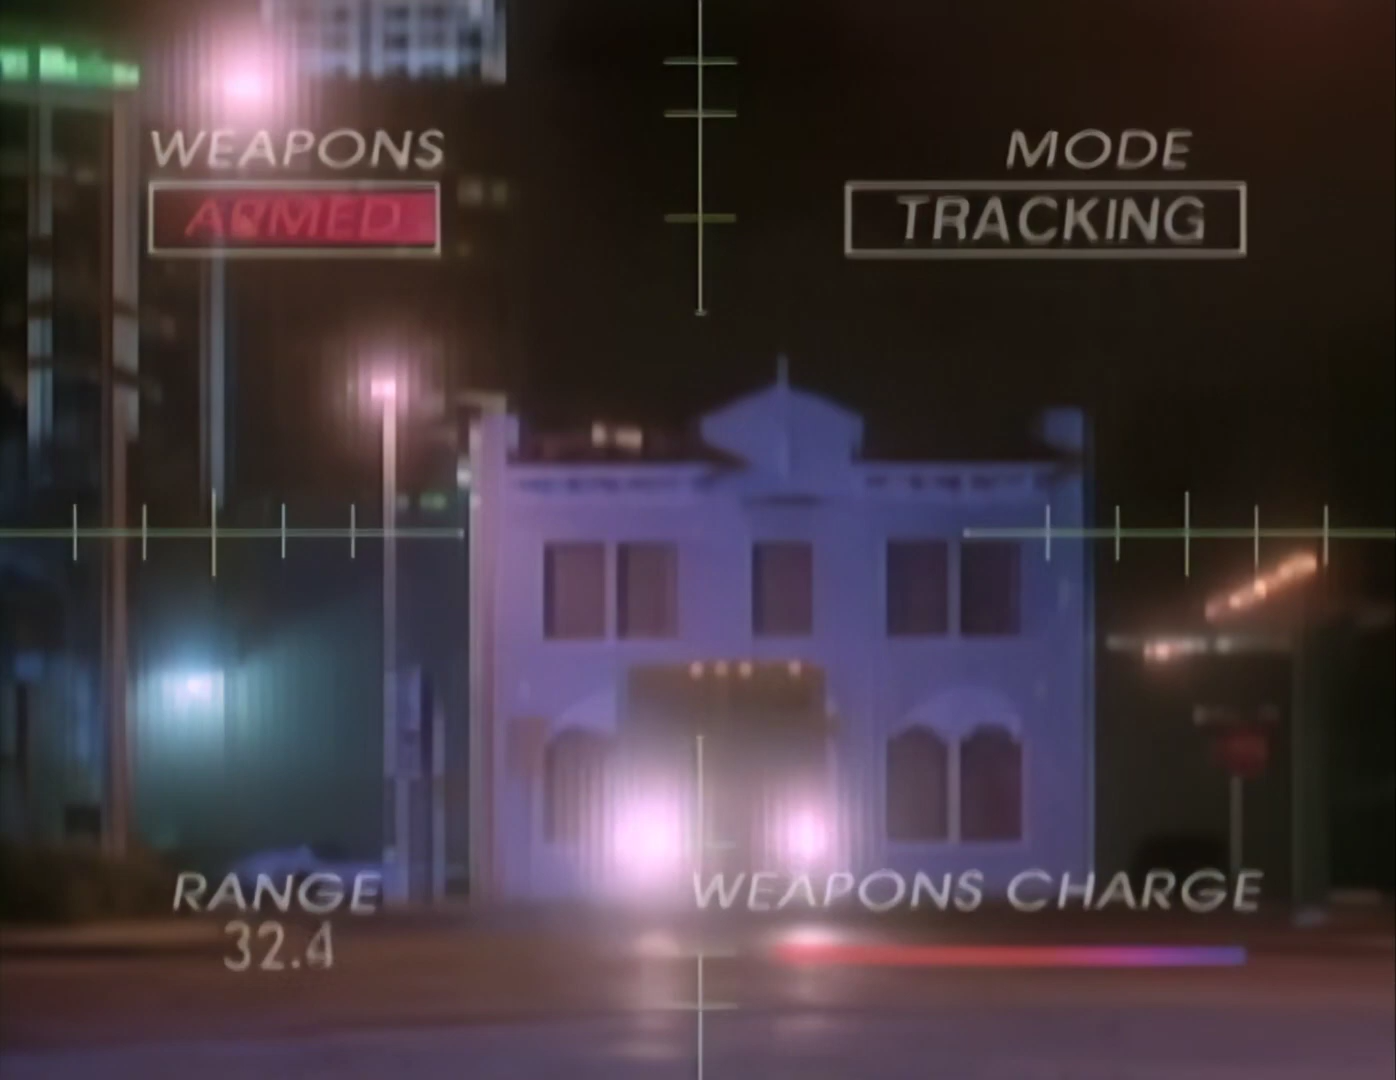 WEAPONS
ARMED
MODE
TRACKING
RANGE
32.4
WEAPONS CHARGE